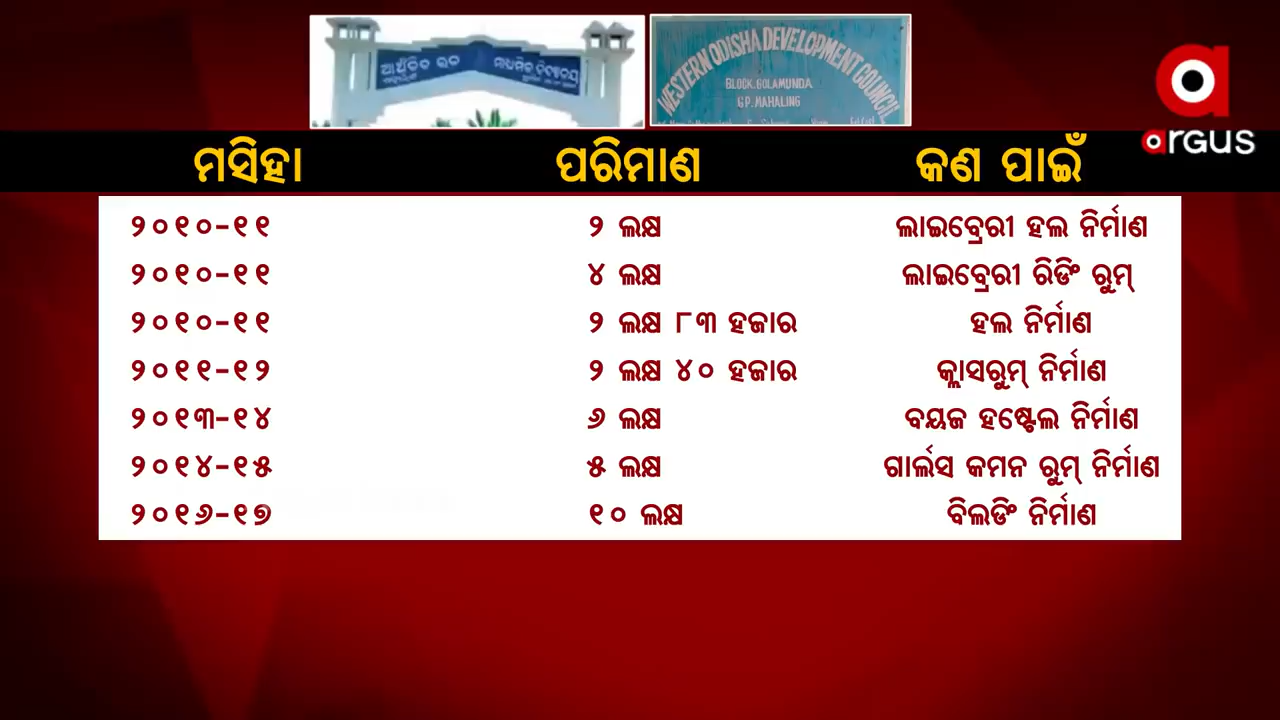 ଆଞ୍ଚଳିକ ଉଚ୍ଚ ମାଧ୍ୟମିକ ବିଦ୍ୟାଳୟ
WESTERN ODISHA DEVELOPMENT COUNCIL
BLOCK.GOLAMUNDA
G P. MAHALING
argus
ମସିହା ପରିମାଣ କଣ ପାଇଁ
୨୦୧୦-୧୧ ୨ ଲକ୍ଷ ଲାଇବ୍ରେରୀ ହଲ ନିର୍ମାଣ
୨୦୧୦-୧୧ ୪ ଲକ୍ଷ ଲାଇବ୍ରେରୀ ରିଡିଂ ରୁମ୍
୨୦୧୦-୧୧ ୨ ଲକ୍ଷ ୮୩ ହଜାର ହଲ ନିର୍ମାଣ
୨୦୧୧-୧୨ ୨ ଲକ୍ଷ ୪୦ ହଜାର କ୍ଲାସରୁମ୍ ନିର୍ମାଣ
୨୦୧୩-୧୪ ୬ ଲକ୍ଷ ବୟଜ ହଷ୍ଟେଲ ନିର୍ମାଣ
୨୦୧୪-୧୫ ୫ ଲକ୍ଷ ଗାର୍ଲସ କମନ ରୁମ୍ ନିର୍ମାଣ
୨୦୧୬-୧୭ ୧୦ ଲକ୍ଷ ବିଲଡିଂ ନିର୍ମାଣ